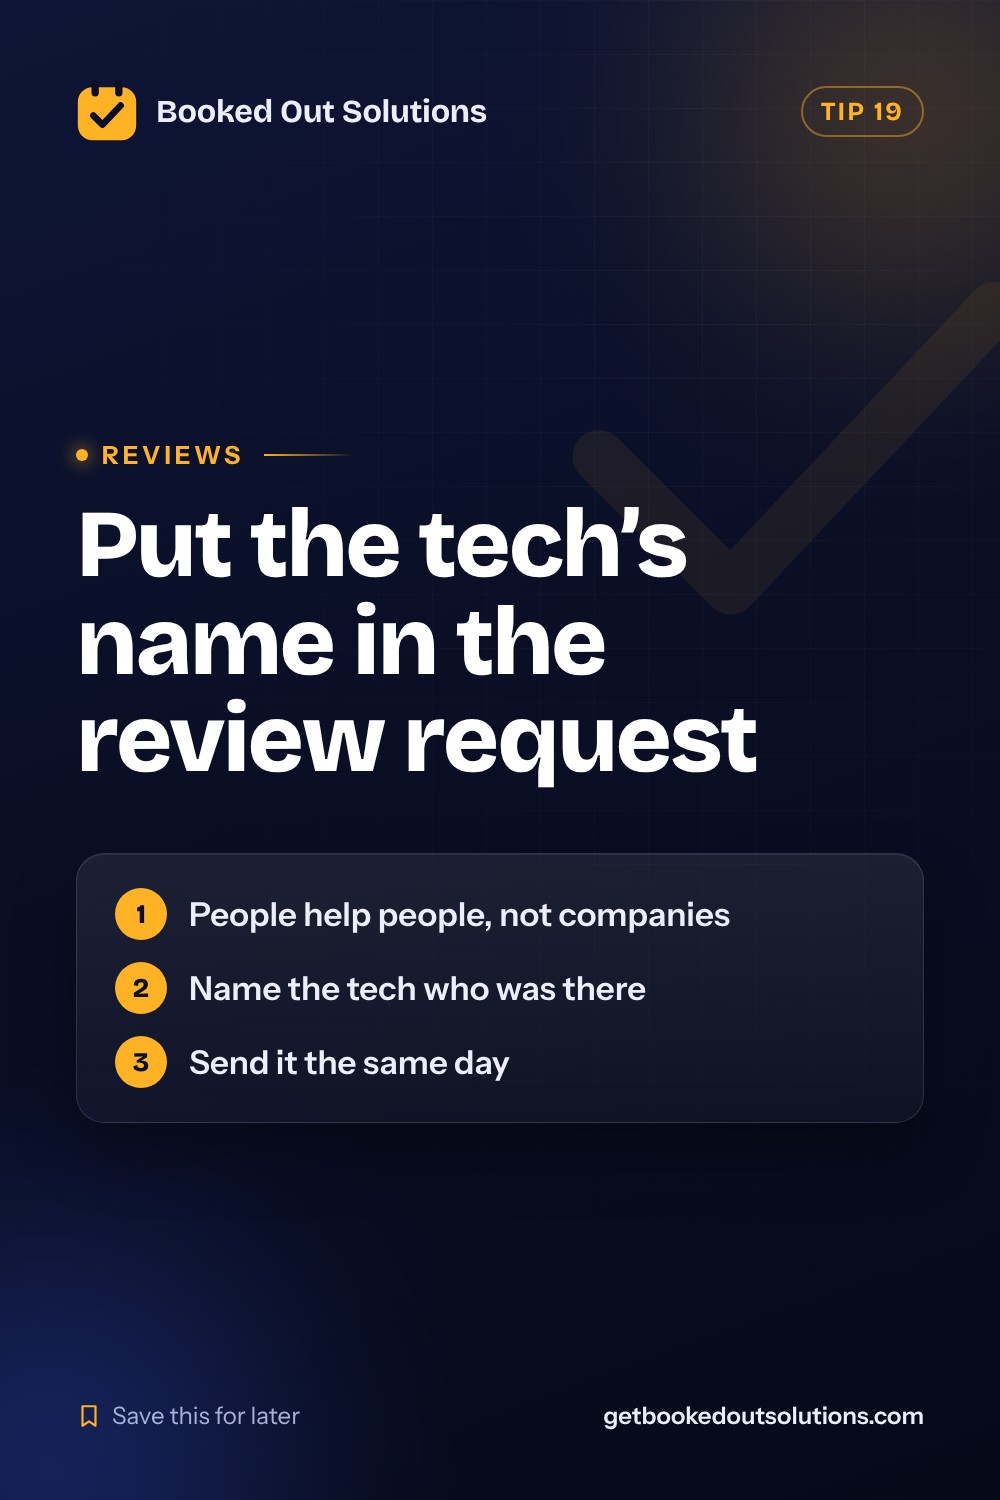 Booked Out Solutions
TIP 19
REVIEWS
Put the tech’s
name in the
review request
1 People help people, not companies
2 Name the tech who was there
3 Send it the same day
Save this for later
getbookedoutsolutions.com